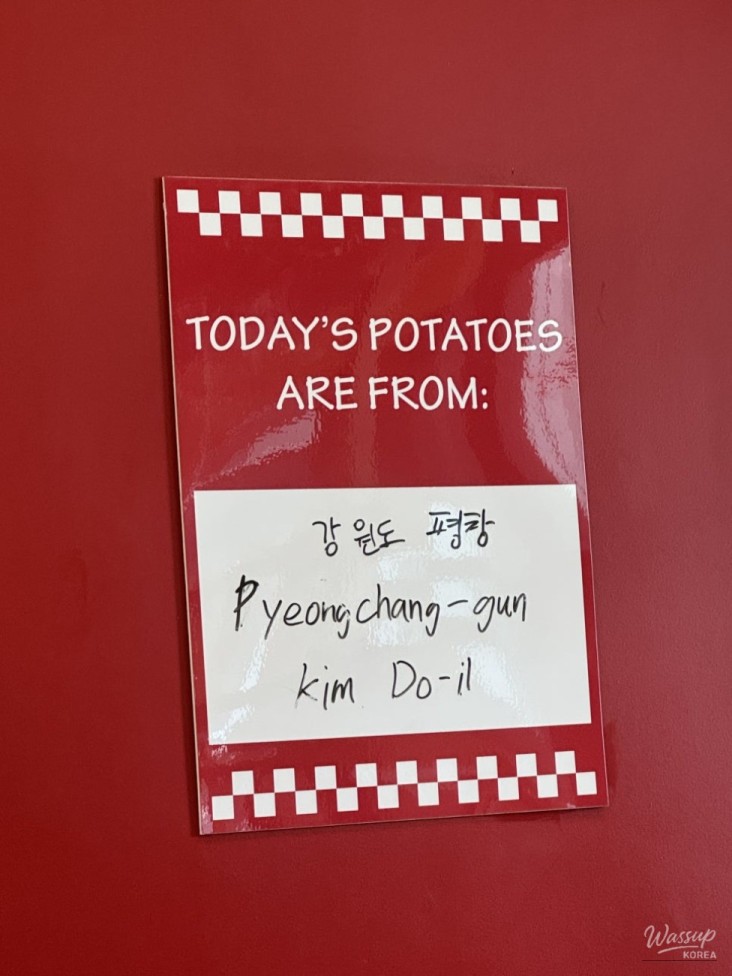 TODAY'S POTATOES
ARE FROM:
강원도 평창
Pyeongchang-gun
Kim Do-il
Wassup
KOREA